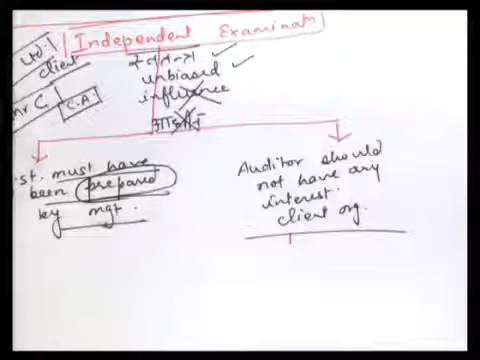 Independent Examinat
Ltd.
client
स्वतन्त्र
unbiased
influence
Mr C.
C.A.
st. must have
been prepared
by mgt.
Auditor should
not have any
interest.
client org.